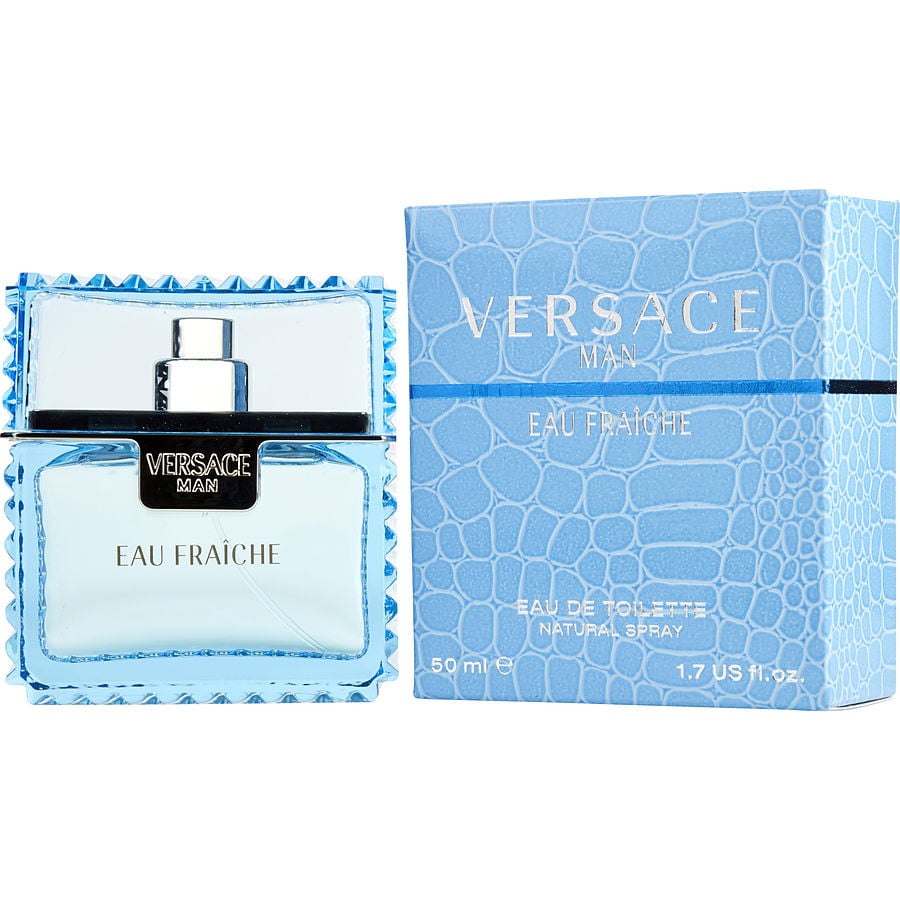 VERSACE
MAN
EAU FRAÎCHE
VERSACE
MAN
EAU FRAÎCHE
EAU DE TOILETTE
NATURAL SPRAY
50 ml ℮
1.7 US fl.oz.